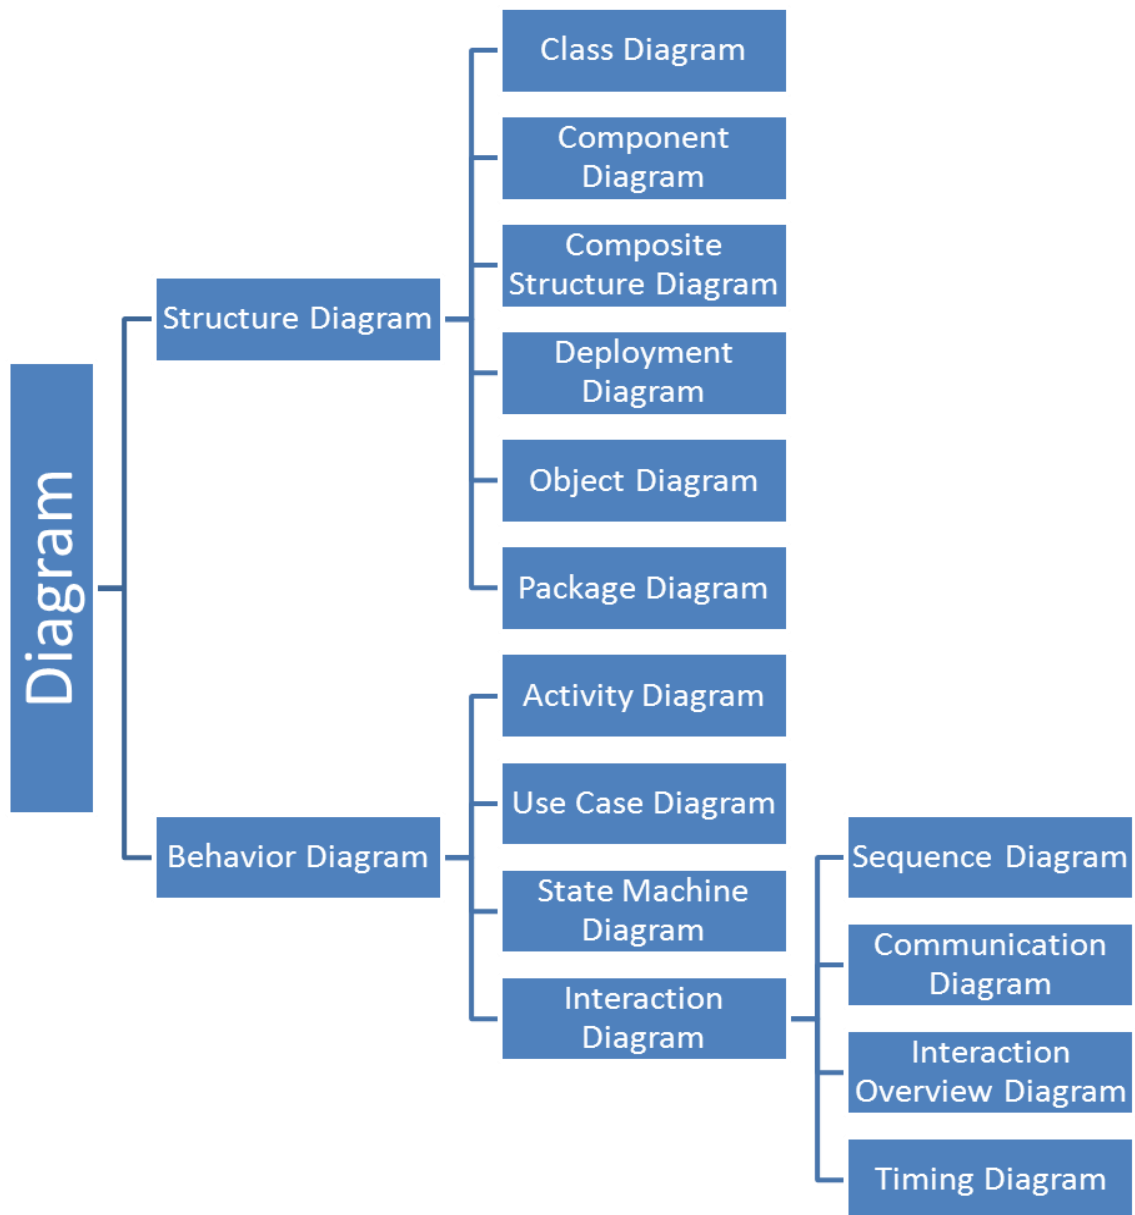 Class Diagram
Component
Diagram
Composite
Structure Diagram
Structure Diagram
Deployment
Diagram
Object Diagram
Diagram
Package Diagram
Activity Diagram
Use Case Diagram
Behavior Diagram
Sequence Diagram
State Machine
Diagram
Communication
Diagram
Interaction
Diagram
Interaction
Overview Diagram
Timing Diagram